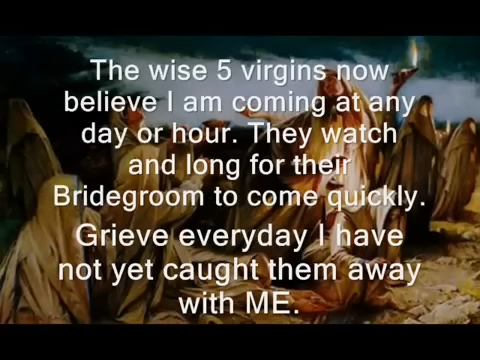 The wise 5 virgins now
believe I am coming at any
day or hour. They watch
and long for their
Bridegroom to come quickly.
Grieve everyday I have
not yet caught them away
with ME.